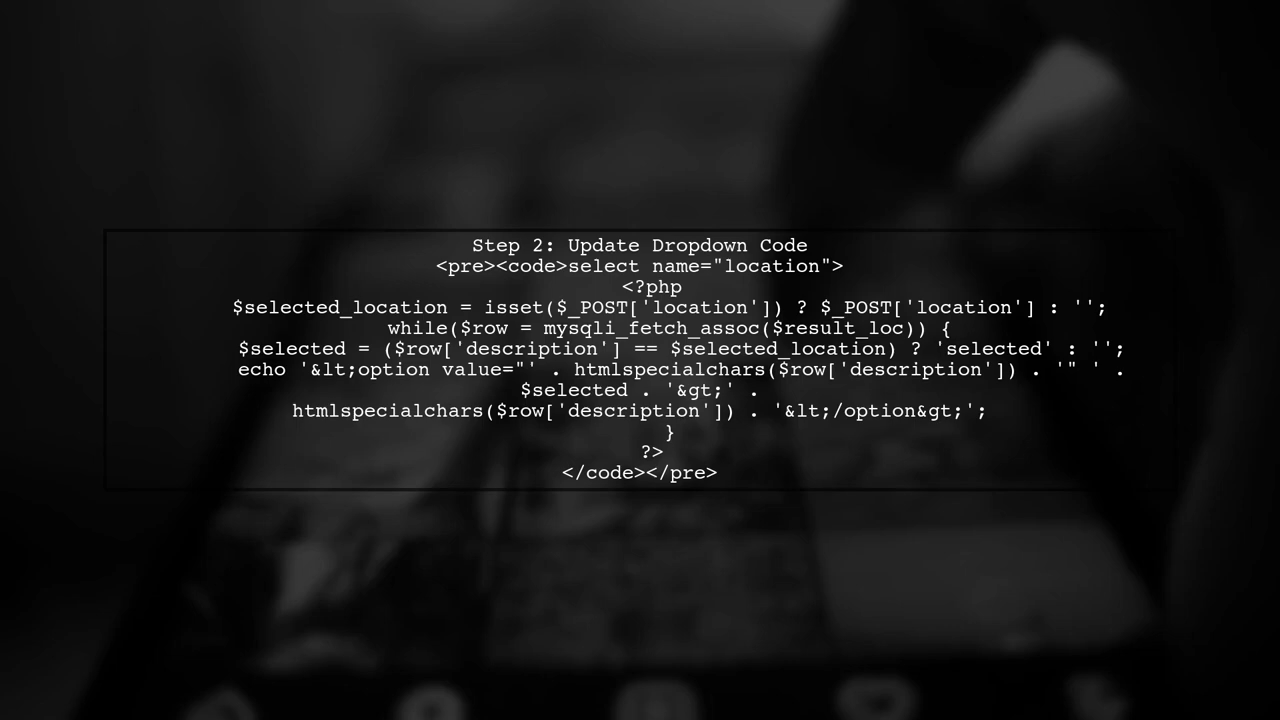 Step 2: Update Dropdown Code
<pre><code>select name="location">
<?php
$selected_location = isset($_POST['location']) ? $_POST['location'] : '';
while($row = mysqli_fetch_assoc($result_loc)) {
$selected = ($row['description'] == $selected_location) ? 'selected' : '';
echo '&lt;option value="' . htmlspecialchars($row['description']) . '" ' .
$selected . '&gt;' .
htmlspecialchars($row['description']) . '&lt;/option&gt;';
}
?>
</code></pre>